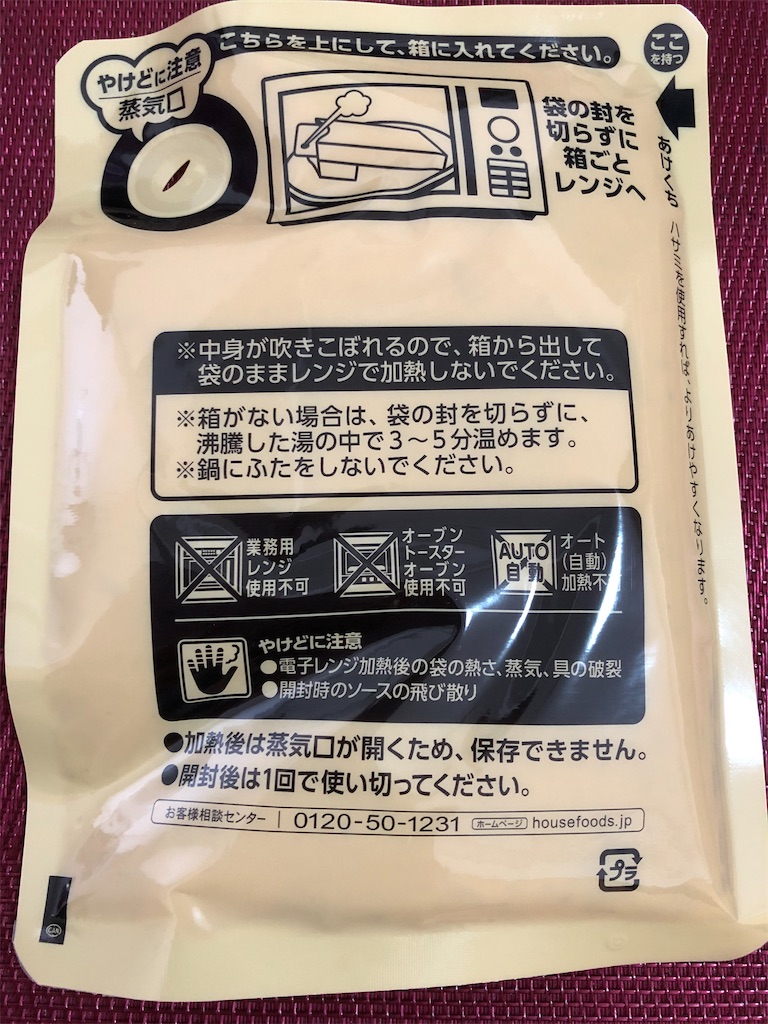 こちらを上にして、箱に入れてください。
ここ
を持つ
やけどに注意
蒸気口
袋の封を
切らずに
箱ごと
レンジへ
あけくち ハサミを使用すれば、よりあけやすくなります。
※中身が吹きこぼれるので、箱から出して
袋のままレンジで加熱しないでください。
※箱がない場合は、袋の封を切らずに、
沸騰した湯の中で3〜5分温めます。
※鍋にふたをしないでください。
業務用
レンジ
使用不可
オーブン
トースター
オーブン
使用不可
AUTO
自動
オート
(自動)
加熱不可
やけどに注意
●電子レンジ加熱後の袋の熱さ、蒸気、具の破裂
●開封時のソースの飛び散り
●加熱後は蒸気口が開くため、保存できません。
●開封後は1回で使い切ってください。
お客様相談センター | 0120-50-1231 ホームページ housefoods.jp
プラ
CAN